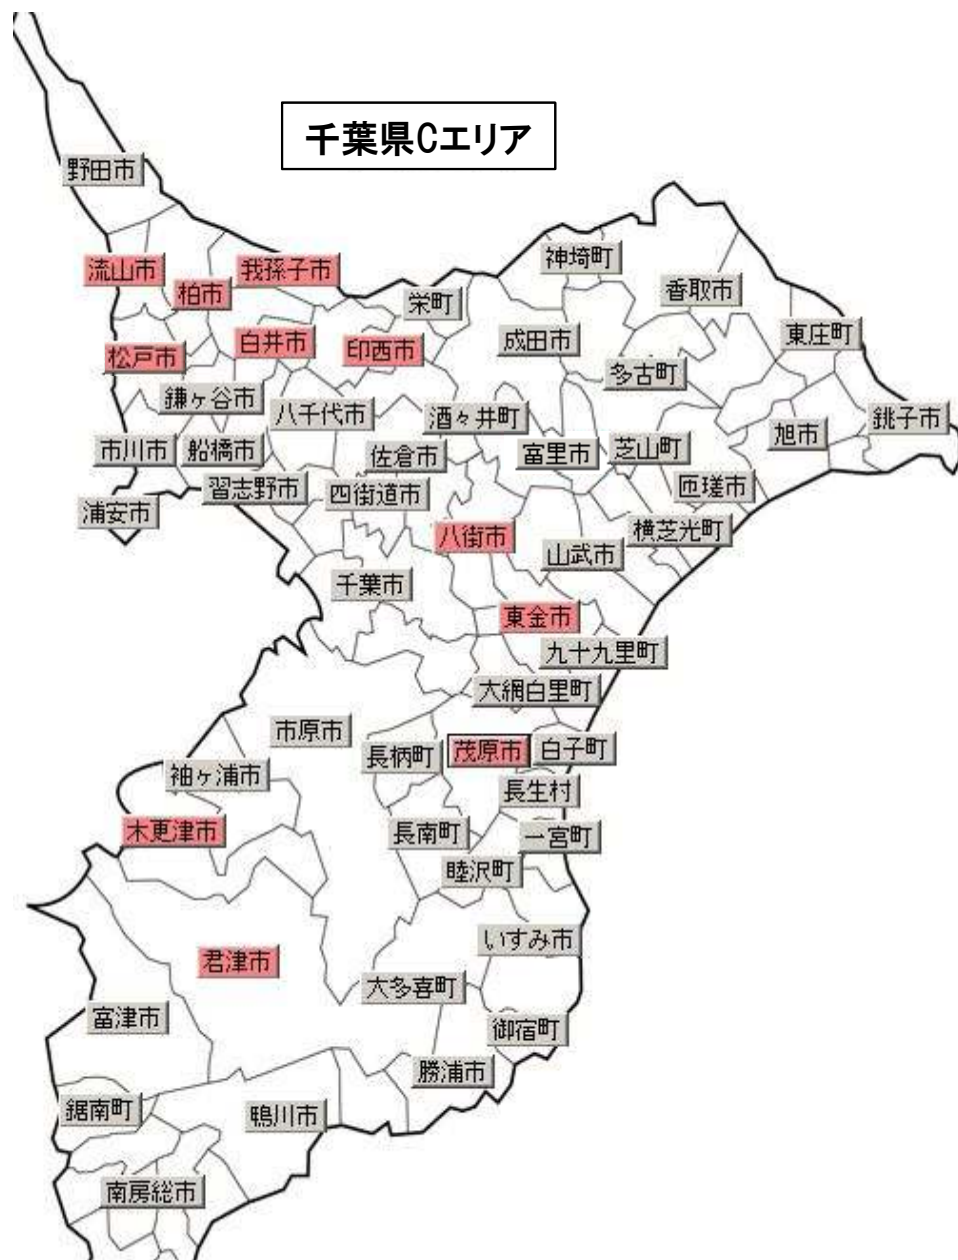 千葉県Cエリア
野田市
神埼町
流山市
我孫子市
柏市
栄町
香取市
東庄町
白井市
印西市
成田市
松戸市
多古町
鎌ヶ谷市
八千代市
酒々井町
銚子市
旭市
市川市
船橋市
佐倉市
富里市
芝山町
習志野市
四街道市
匝瑳市
浦安市
八街市
横芝光町
山武市
千葉市
東金市
九十九里町
大網白里町
市原市
長柄町
茂原市
白子町
袖ヶ浦市
長生村
木更津市
長南町
一宮町
睦沢町
いすみ市
君津市
大多喜町
富津市
御宿町
勝浦市
鋸南町
鴨川市
南房総市